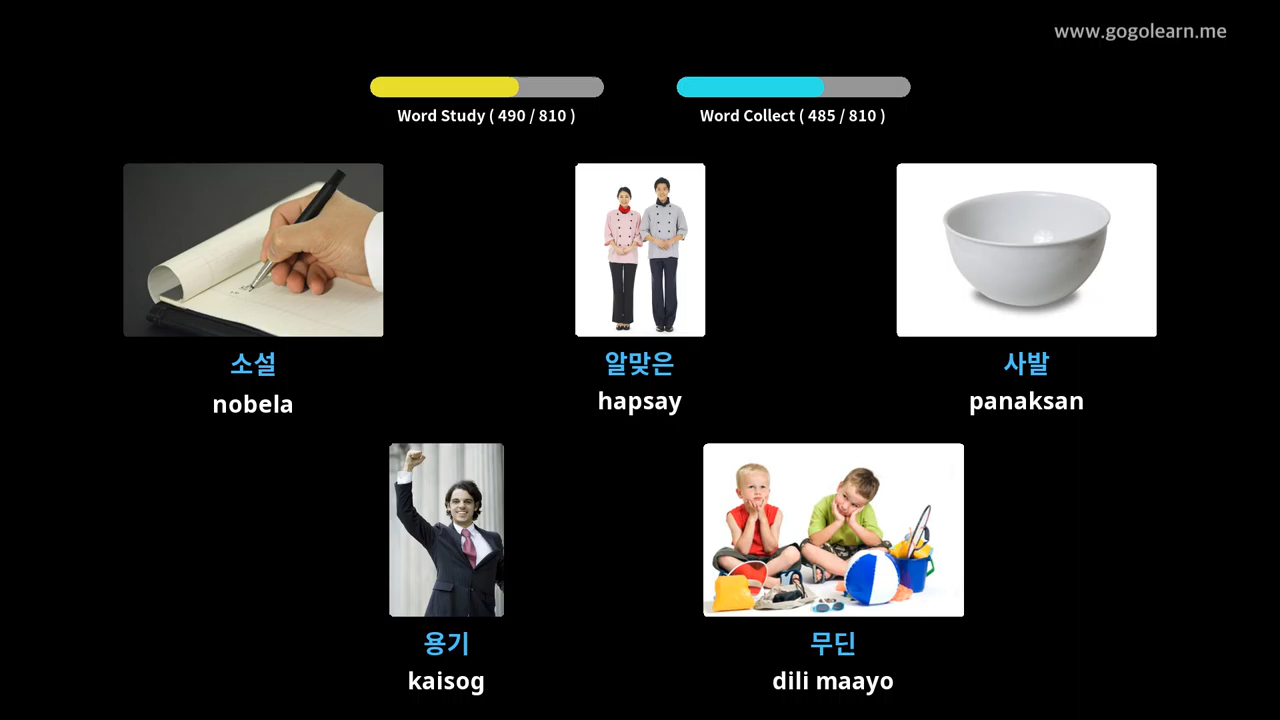 www.gogolearn.me
Word Study ( 490 / 810 )
Word Collect ( 485 / 810 )
소설
nobela
알맞은
hapsay
사발
panaksan
용기
kaisog
무딘
dili maayo